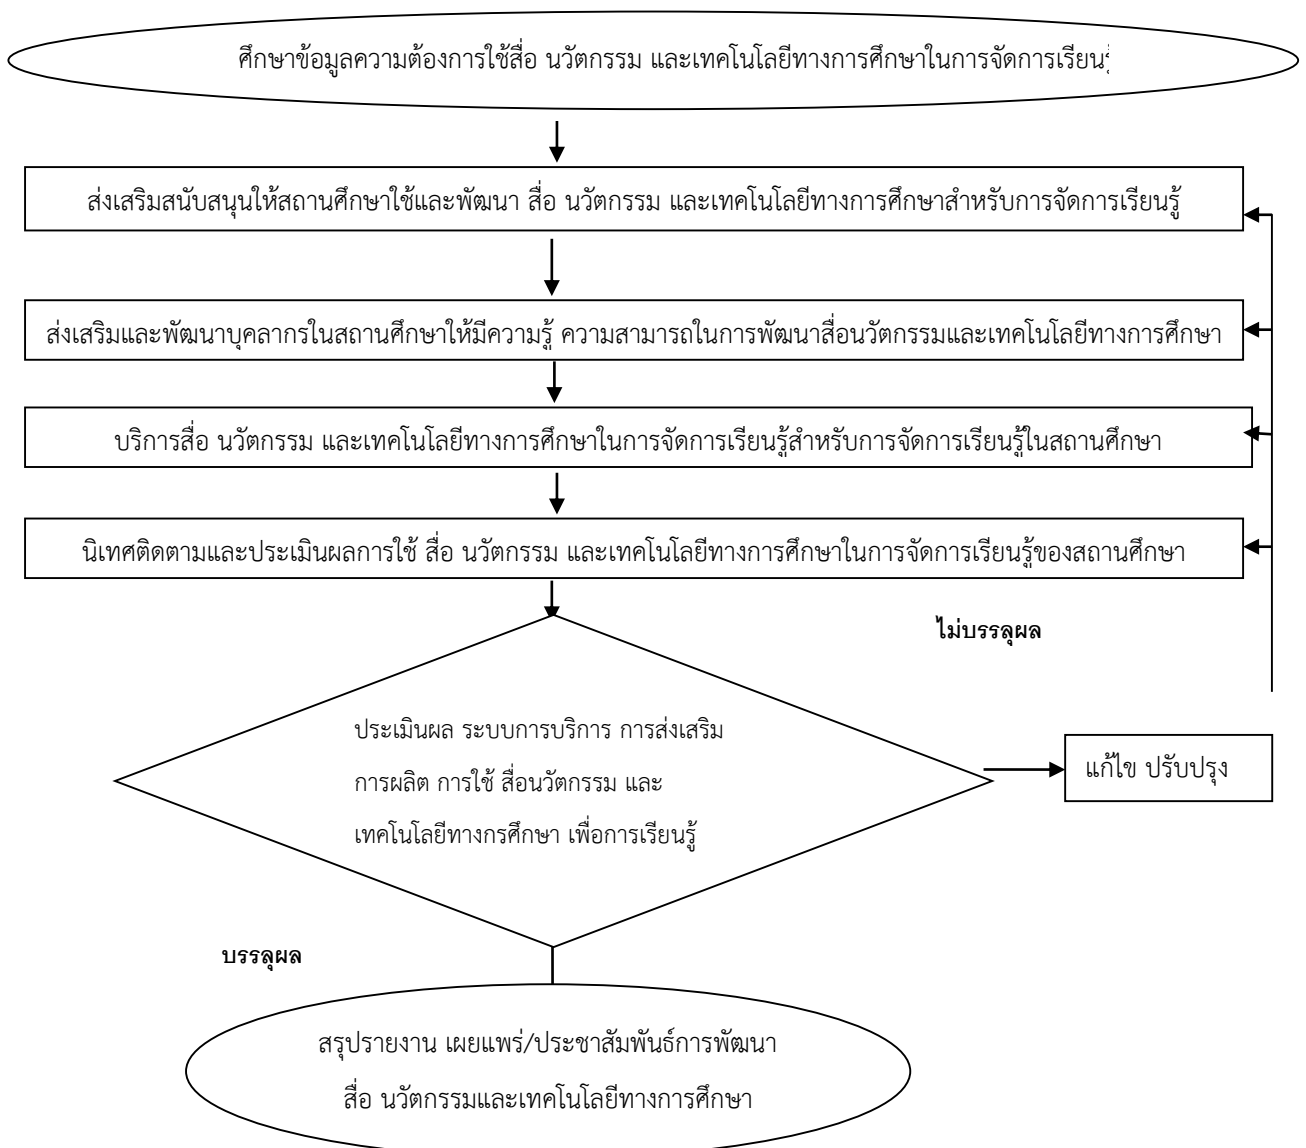 ศึกษาข้อมูลความต้องการใช้สื่อ นวัตกรรม และเทคโนโลยีทางการศึกษาในการจัดการเรียน
ส่งเสริมสนับสนุนให้สถานศึกษาใช้และพัฒนา สื่อ นวัตกรรม และเทคโนโลยีทางการศึกษาสำหรับการจัดการเรียนรู้
ส่งเสริมและพัฒนาบุคลากรในสถานศึกษาให้มีความรู้ ความสามารถในการพัฒนาสื่อนวัตกรรมและเทคโนโลยีทางการศึกษา
บริการสื่อ นวัตกรรม และเทคโนโลยีทางการศึกษาในการจัดการเรียนรู้สำหรับการจัดการเรียนรู้ในสถานศึกษา
นิเทศติดตามและประเมินผลการใช้ สื่อ นวัตกรรม และเทคโนโลยีทางการศึกษาในการจัดการเรียนรู้ของสถานศึกษา
ไม่บรรลุผล
ประเมินผล ระบบการบริการ การส่งเสริม
การผลิต การใช้ สื่อนวัตกรรม และ
เทคโนโลยีทางกรศึกษา เพื่อการเรียนรู้
แก้ไข ปรับปรุง
บรรลุผล
สรุปรายงาน เผยแพร่/ประชาสัมพันธ์การพัฒนา
สื่อ นวัตกรรมและเทคโนโลยีทางการศึกษา